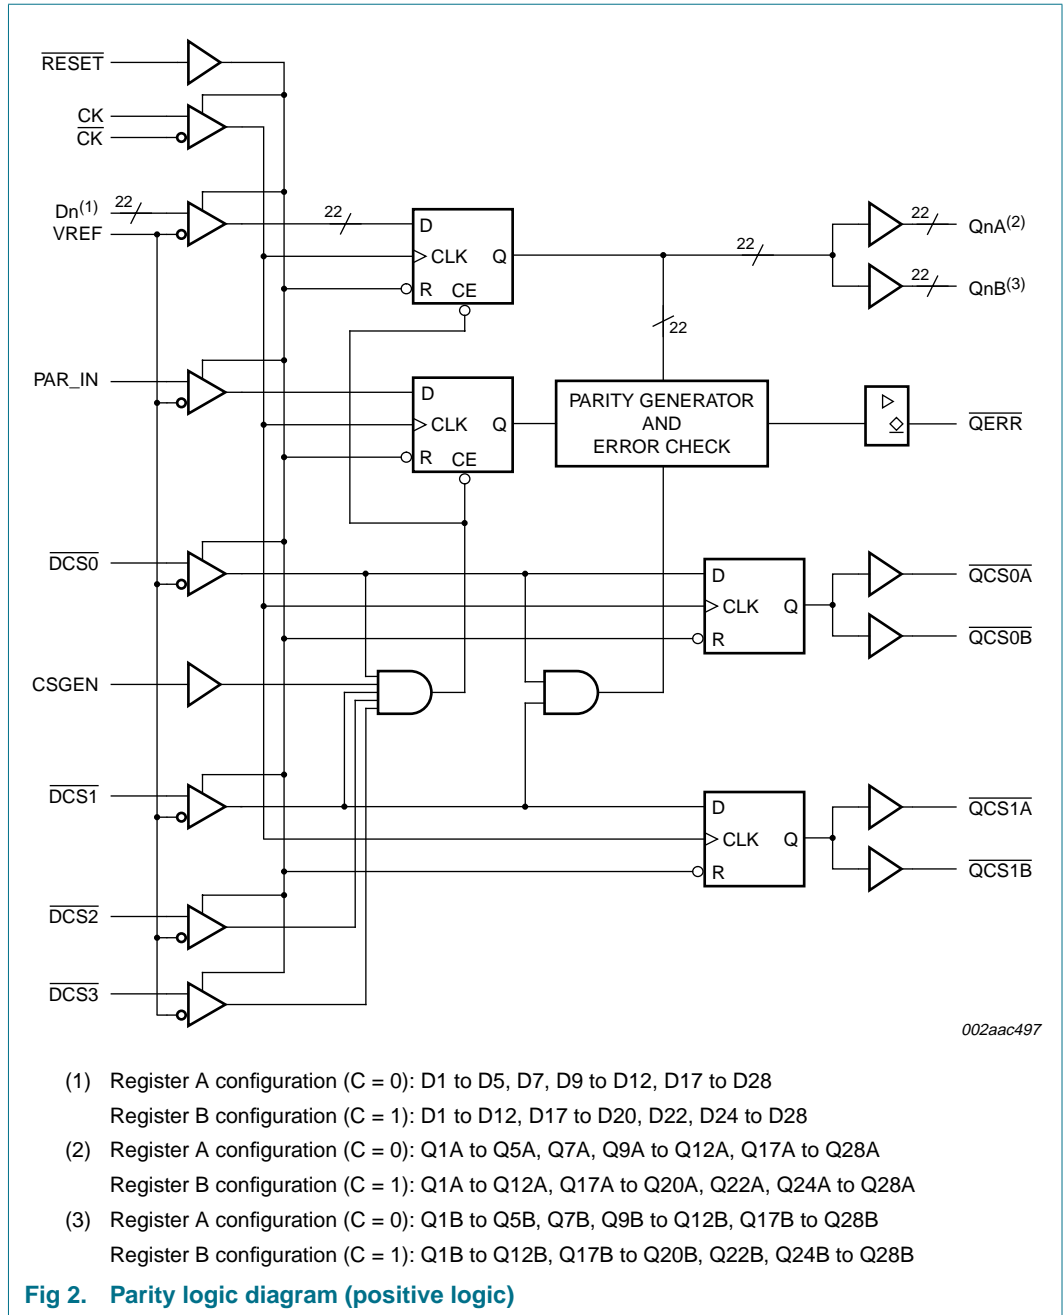 RESET
CK
CK
Dn(1) 22
VREF
22
D
CLK
Q
R
CE
22
22
QnA(2)
22
QnB(3)
22
PAR_IN
D
CLK
Q
R
CE
PARITY GENERATOR
AND
ERROR CHECK
QERR
DCS0
D
CLK
Q
R
QCS0A
QCS0B
CSGEN
DCS1
D
CLK
Q
R
QCS1A
QCS1B
DCS2
DCS3
002aac497
(1) Register A configuration (C = 0): D1 to D5, D7, D9 to D12, D17 to D28
Register B configuration (C = 1): D1 to D12, D17 to D20, D22, D24 to D28
(2) Register A configuration (C = 0): Q1A to Q5A, Q7A, Q9A to Q12A, Q17A to Q28A
Register B configuration (C = 1): Q1A to Q12A, Q17A to Q20A, Q22A, Q24A to Q28A
(3) Register A configuration (C = 0): Q1B to Q5B, Q7B, Q9B to Q12B, Q17B to Q28B
Register B configuration (C = 1): Q1B to Q12B, Q17B to Q20B, Q22B, Q24B to Q28B
Fig 2. Parity logic diagram (positive logic)